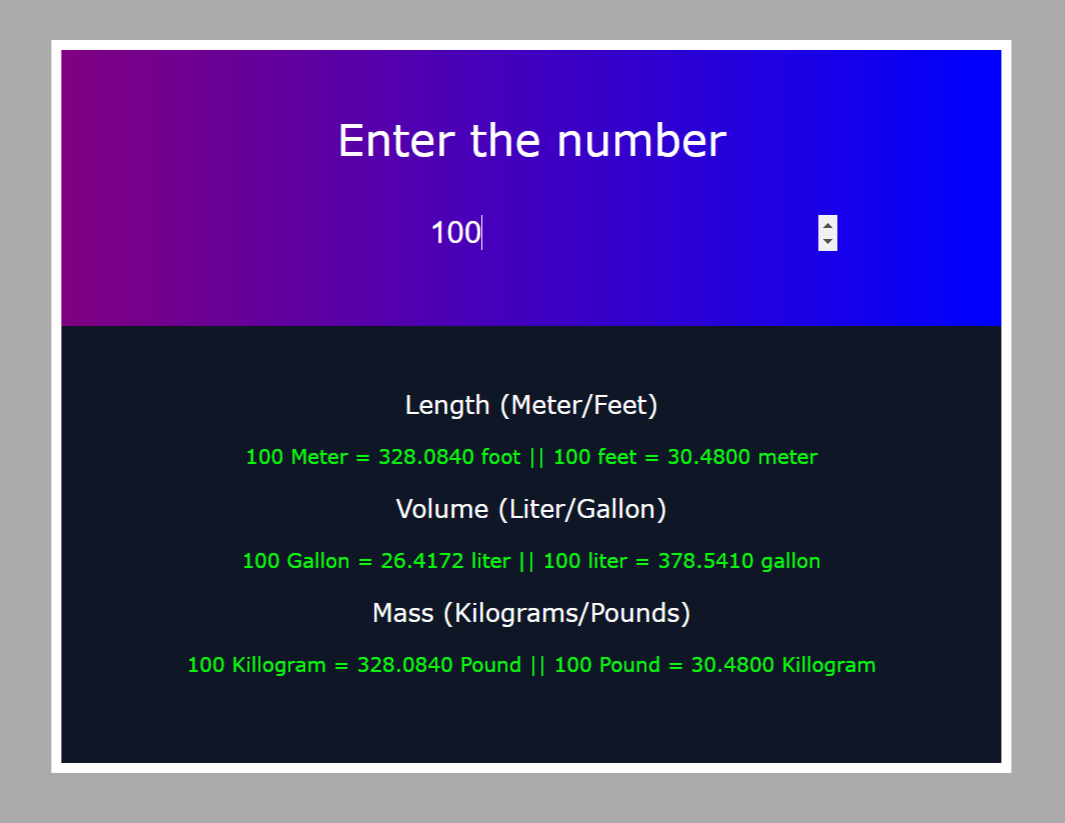 Enter the number
100
Length (Meter/Feet)
100 Meter = 328.0840 foot || 100 feet = 30.4800 meter
Volume (Liter/Gallon)
100 Gallon = 26.4172 liter || 100 liter = 378.5410 gallon
Mass (Kilograms/Pounds)
100 Killogram = 328.0840 Pound || 100 Pound = 30.4800 Killogram